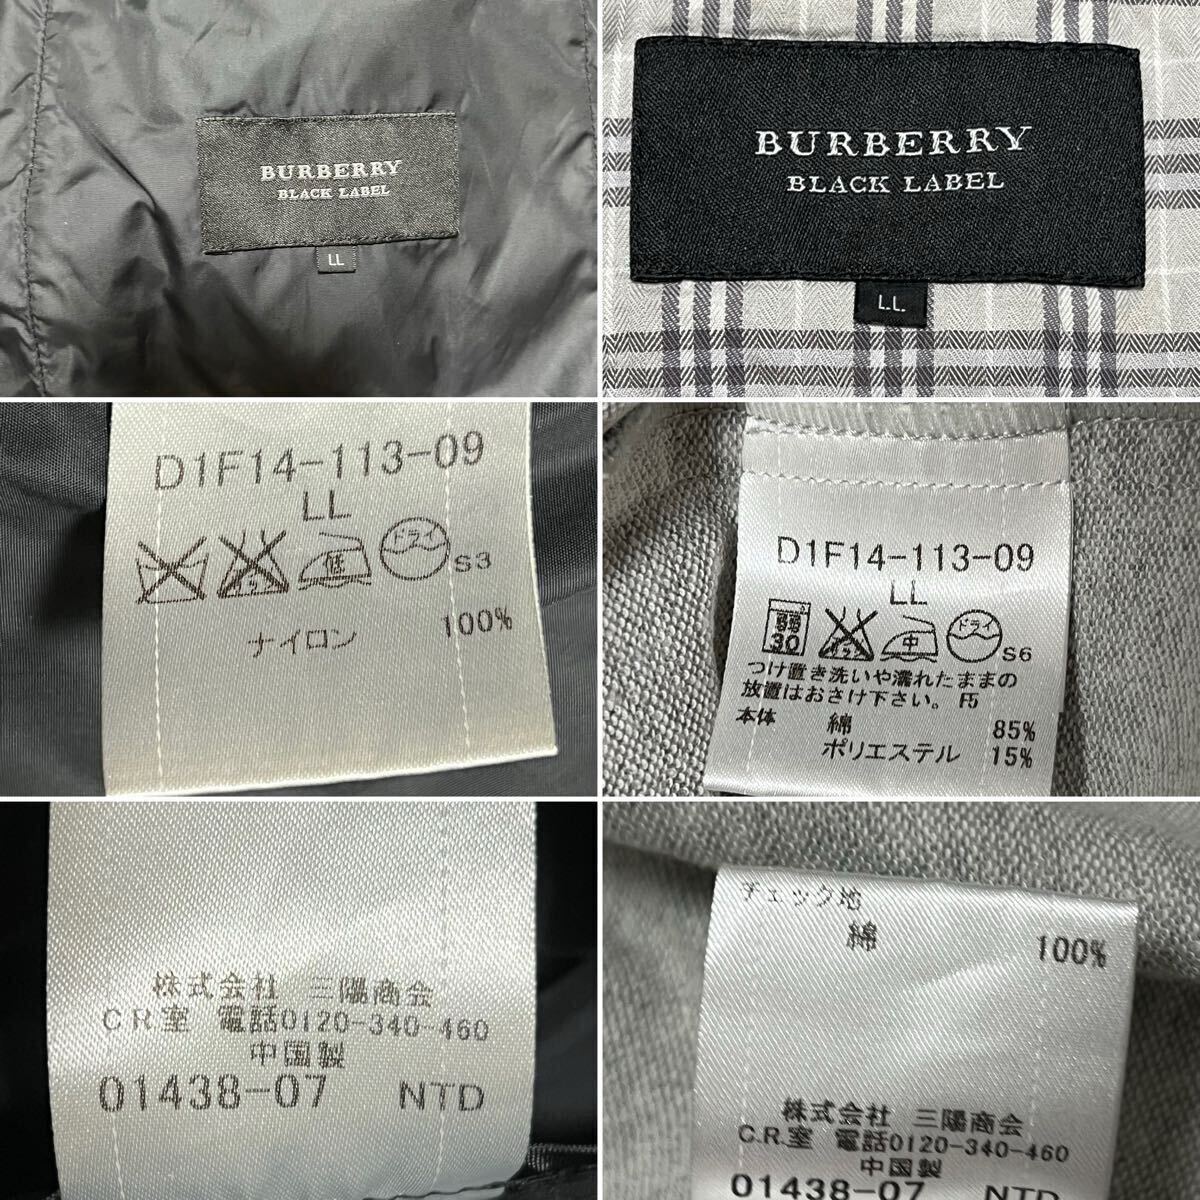 BURBERRY
BLACK LABEL
LL
BURBERRY
BLACK LABEL
L.L.
D1F14-113-09
LL
低
ドライ
S3
ナイロン 100%
D1F14-113-09
LL
弱
30
中
ドライ
S6
つけ置き洗いや濡れたままの
放置はおさけ下さい。 F5
本体 綿 85%
ポリエステル 15%
株式会社 三陽商会
CR室 電話0120-340-460
中国製
01438-07 NTD
チェック地
綿 100%
株式会社 三陽商会
C.R.室 電話0120-340-460
中国製
01438-07 NTD